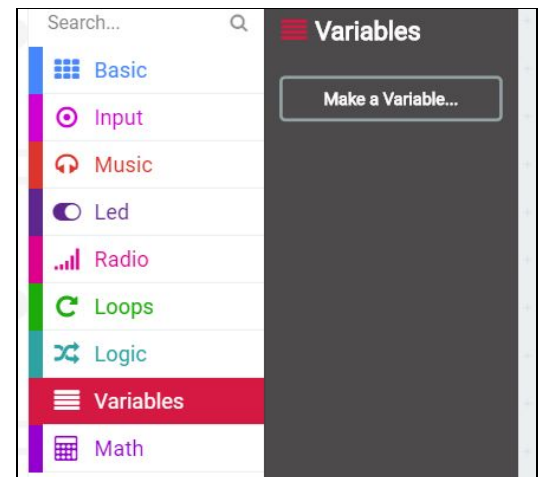 Search...
Basic
Input
Music
Led
Radio
Loops
Logic
Variables
Math
Variables
Make a Variable...